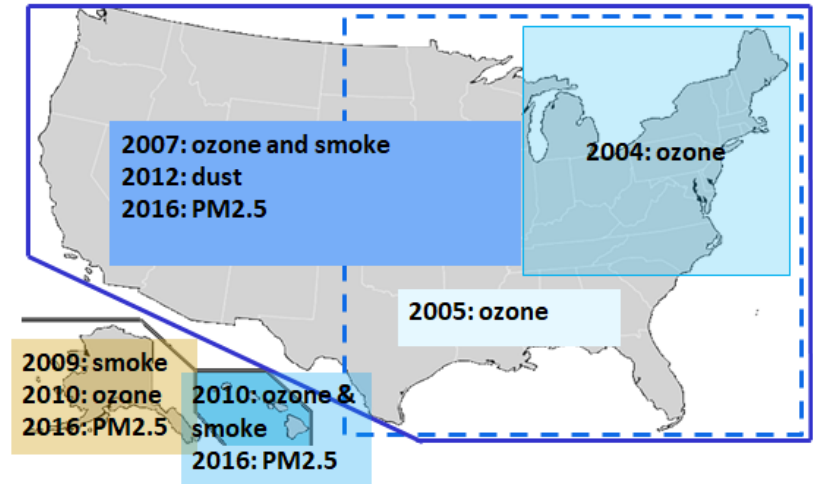 2007: ozone and smoke
2012: dust
2016: PM2.5
2004: ozone
2005: ozone
2009: smoke
2010: ozone
2016: PM2.5
2010: ozone &
smoke
2016: PM2.5